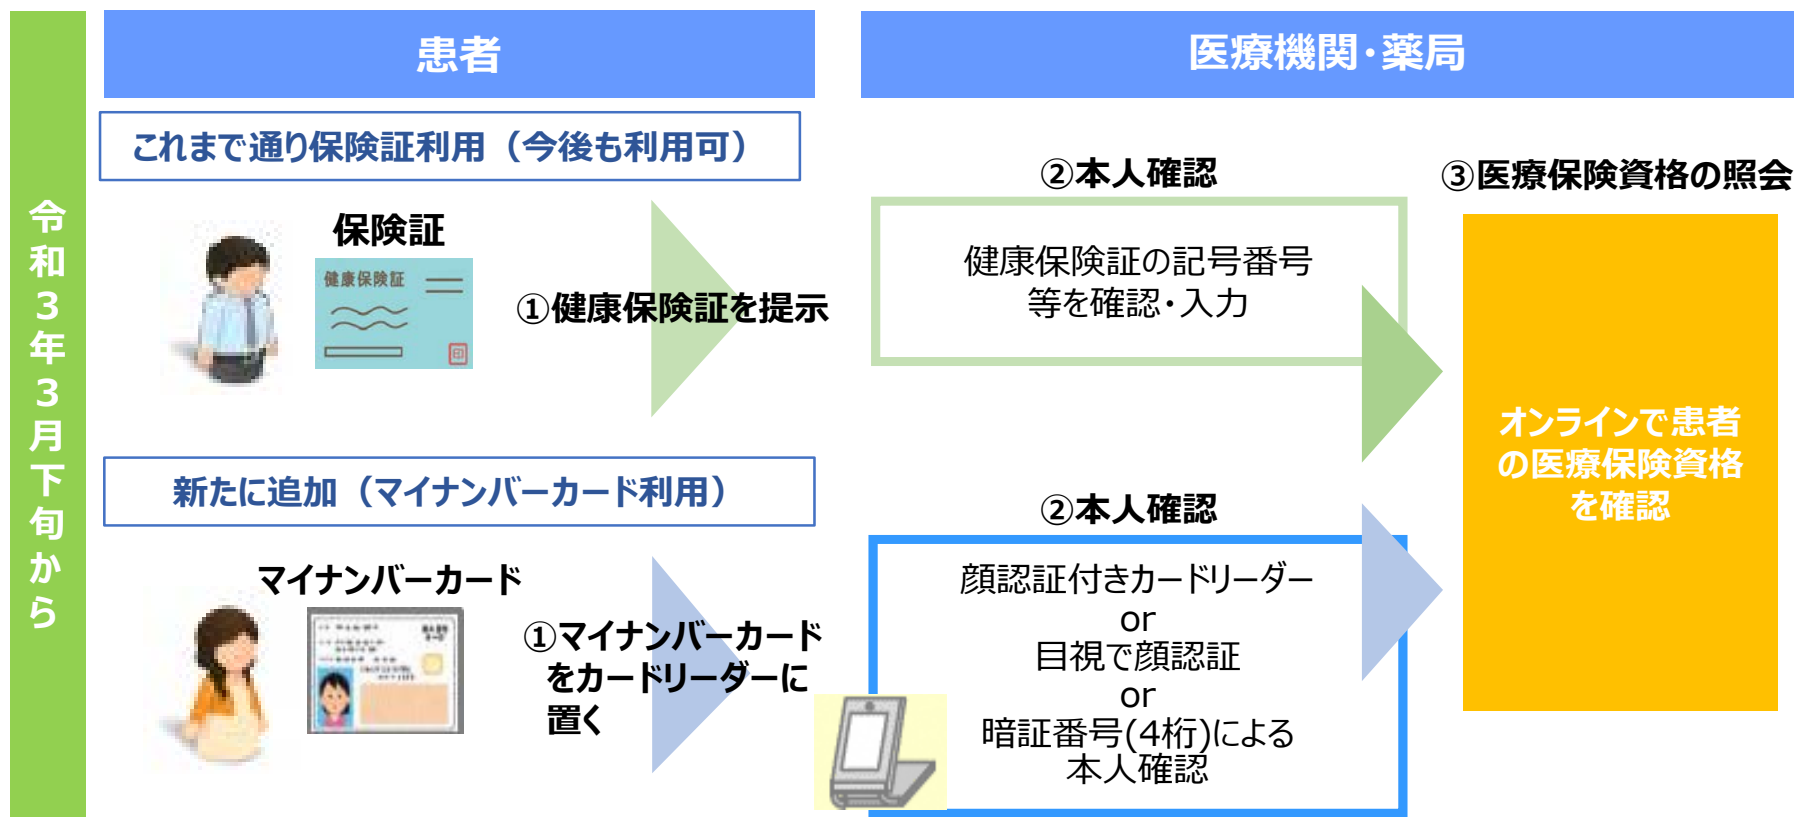 令和3年3月下旬から
患者
医療機関・薬局
これまで通り保険証利用（今後も利用可）
保険証
健康保険証
印
①健康保険証を提示
②本人確認
健康保険証の記号番号
等を確認・入力
③医療保険資格の照会
オンラインで患者
の医療保険資格
を確認
新たに追加（マイナンバーカード利用）
マイナンバーカード
①マイナンバーカード
をカードリーダーに
置く
②本人確認
顔認証付きカードリーダー
or
目視で顔認証
or
暗証番号(4桁)による
本人確認